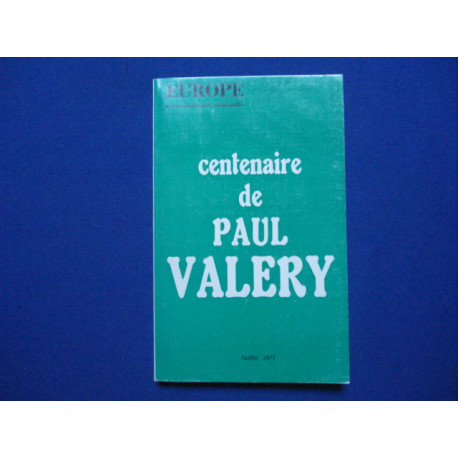 EUROPE
centenaire
de
PAUL
VALERY
Juillet 1971